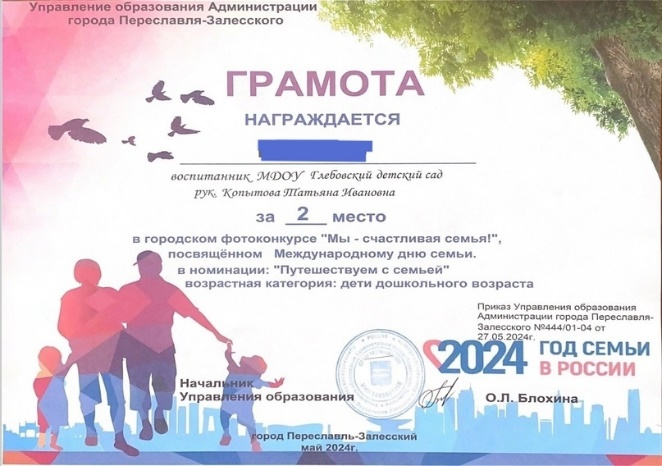 Управление образования Администрации
города Переславля-Залесского
ГРАМОТА
НАГРАЖДАЕТСЯ
воспитанник МДОУ Глебовский детский сад
рук. Копытова Татьяна Ивановна
за 2 место
в городском фотоконкурсе "Мы - счастливая семья!",
посвящённом Международному дню семьи.
в номинации: "Путешествуем с семьей"
возрастная категория: дети дошкольного возраста
Приказ Управления образования
Администрации города Переславля-
Залесского №444/01-04 от
27.05.2024г.
2024 ГОД СЕМЬИ
В РОССИИ
Начальник
Управления образования
О.Л. Блохина
город Переславль-Залесский
май 2024г.